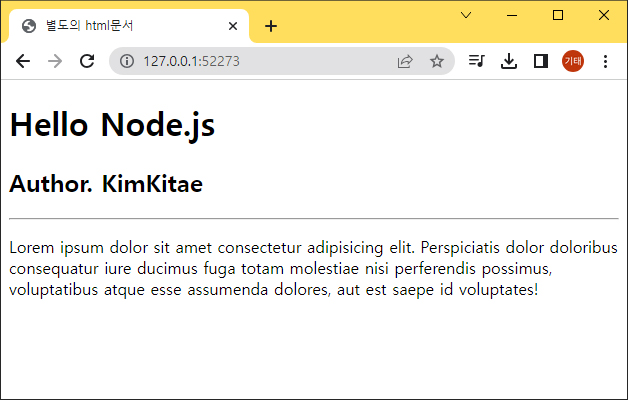 별도의 html문서
127.0.0.1:52273
기태
Hello Node.js
Author. KimKitae
Lorem ipsum dolor sit amet consectetur adipisicing elit. Perspiciatis dolor doloribus
consequatur iure ducimus fuga totam molestiae nisi perferendis possimus,
voluptatibus atque esse assumenda dolores, aut est saepe id voluptates!